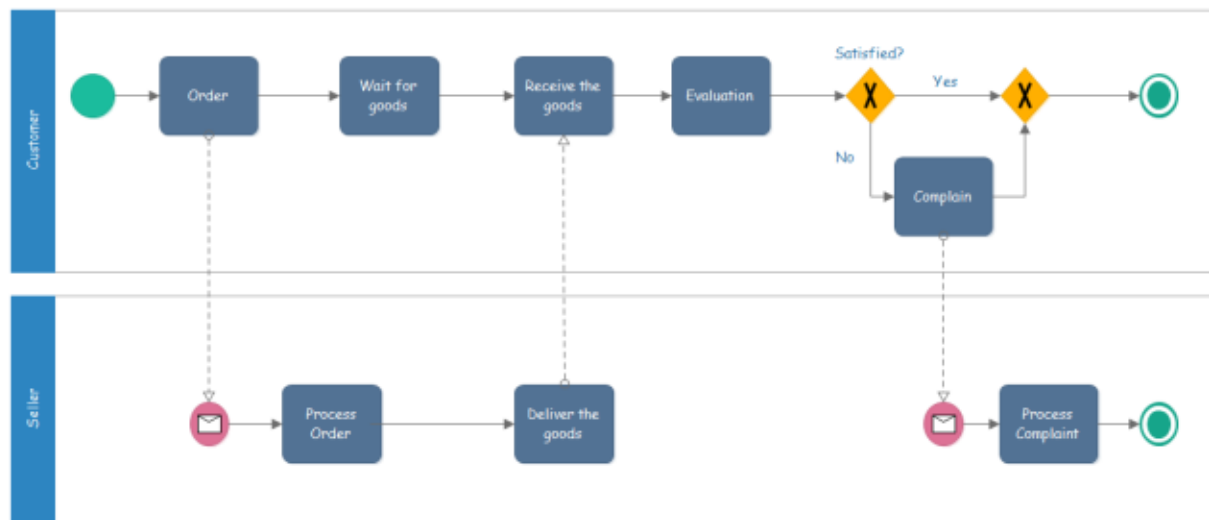 Customer
Order
Wait for
goods
Receive the
goods
Evaluation
Satisfied?
Yes
No
Complain
Seller
Process
Order
Deliver the
goods
Process
Complaint